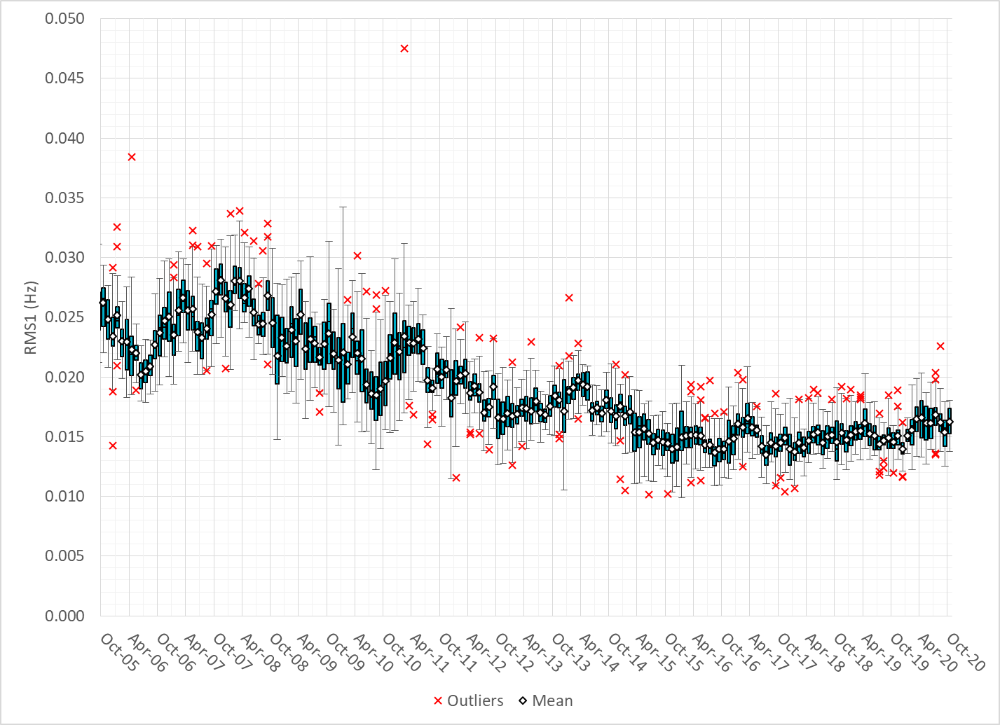 0.050
0.045
0.040
0.035
0.030
0.025
0.020
0.015
0.010
0.005
0.000
RMS1 (Hz)
Oct-05
Apr-06
Oct-06
Apr-07
Oct-07
Apr-08
Oct-08
Apr-09
Oct-09
Apr-10
Oct-10
Apr-11
Oct-11
Apr-12
Oct-12
Apr-13
Oct-13
Apr-14
Oct-14
Apr-15
Oct-15
Apr-16
Oct-16
Apr-17
Oct-17
Apr-18
Oct-18
Apr-19
Oct-19
Apr-20
Oct-20
Outliers Mean